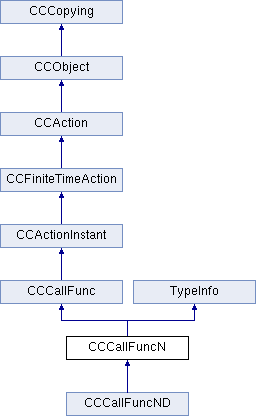 CCCopying
CCObject
CCAction
CCFiniteTimeAction
CCActionInstant
CCCallFunc
TypeInfo
CCCallFuncN
CCCallFuncND